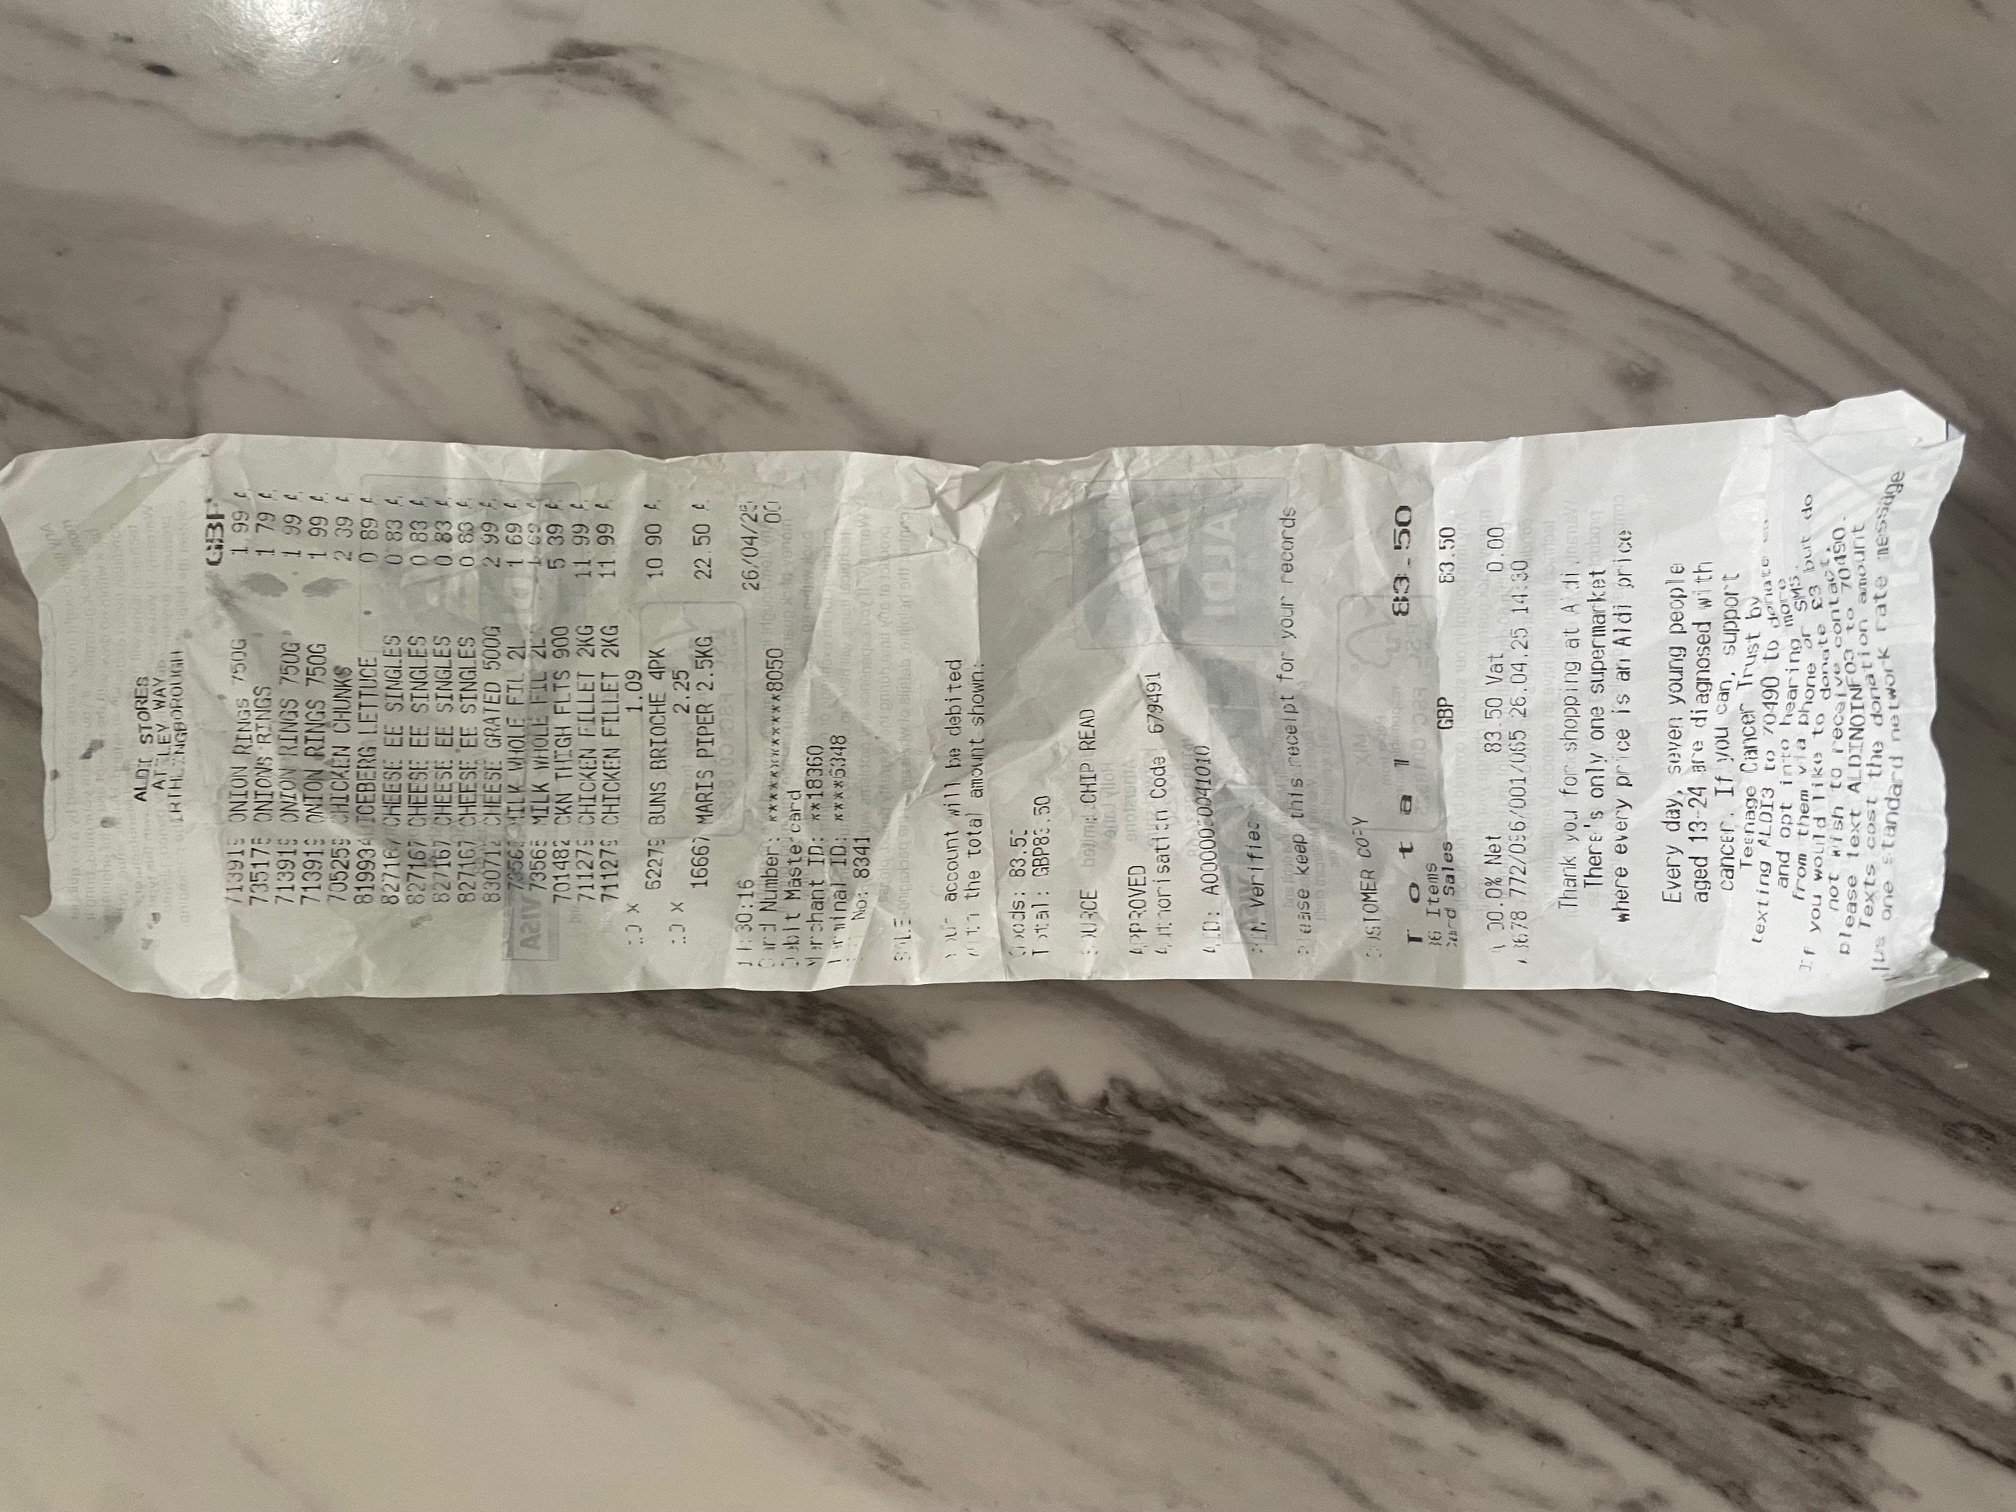 ALDI STORES
ATTLEY WAY
IRTHLINGBOROUGH
GBP
713919 ONION RINGS 750G 1.99 A
735175 ONIONS RINGS 1 79 A
713919 ONION RINGS 750G 1 99 A
713919 ONION RINGS 750G 1 99 A
705259 CHICKEN CHUNKS 2 39 A
819934 ICEBERG LETTUCE 0 89 A
827167 CHEESE EE SINGLES 0 83 A
827167 CHEESE EE SINGLES 0 83 A
827167 CHEESE EE SINGLES 0.83 A
827167 CHEESE EE SINGLES 0 83 A
830712 CHEESE GRATED 500G 2 99 A
73565 MILK WHOLE FIL 2L 1 69 A
73565 MILK WHOLE FIL 2L 1 69 A
701482 CKN THIGH FLTS 900 5 39 A
711279 CHICKEN FILLET 2KG 11 99 A
711279 CHICKEN FILLET 2KG 11 99 A
10 X 1.09
52279 BUNS BRIOCHE 4PK 10 90 A
10 X 2.25
16667 MARIS PIPER 2.5KG 22.50 A
14:30:16 26/04/25
Card Number: ************8050 00
Debit Mastercard
Merchant ID: **18360
Terminal ID: ****6348
No: 8341
SALE
Your account will be debited
with the total amount shown:
Goods: 83.50
Total: GBP83.50
SOURCE : CHIP READ
APPROVED
Authorisation Code 679491
AID: A0000000041010
PIN Verified
Please keep this receipt for your records
CUSTOMER COPY
Total 83.50
36 Items
Card Sales GBP 83.50
A 00.0% Net 83.50 Vat 0.00
772/096/001/065 26.04.25 14:30
Thank you for shopping at Aldi.
There's only one supermarket
where every price is an Aldi price
Every day, seven young people
aged 13-24 are diagnosed with
cancer. If you can, support
Teenage Cancer Trust by
texting ALDI3 to 70490 to donate £3
and opt into hearing more
from them via phone or SMS.
If you would like to donate £3 but do
not wish to receive contact,
please text ALDINOINFO3 to 70490.
Texts cost the donation amount
plus one standard network rate message